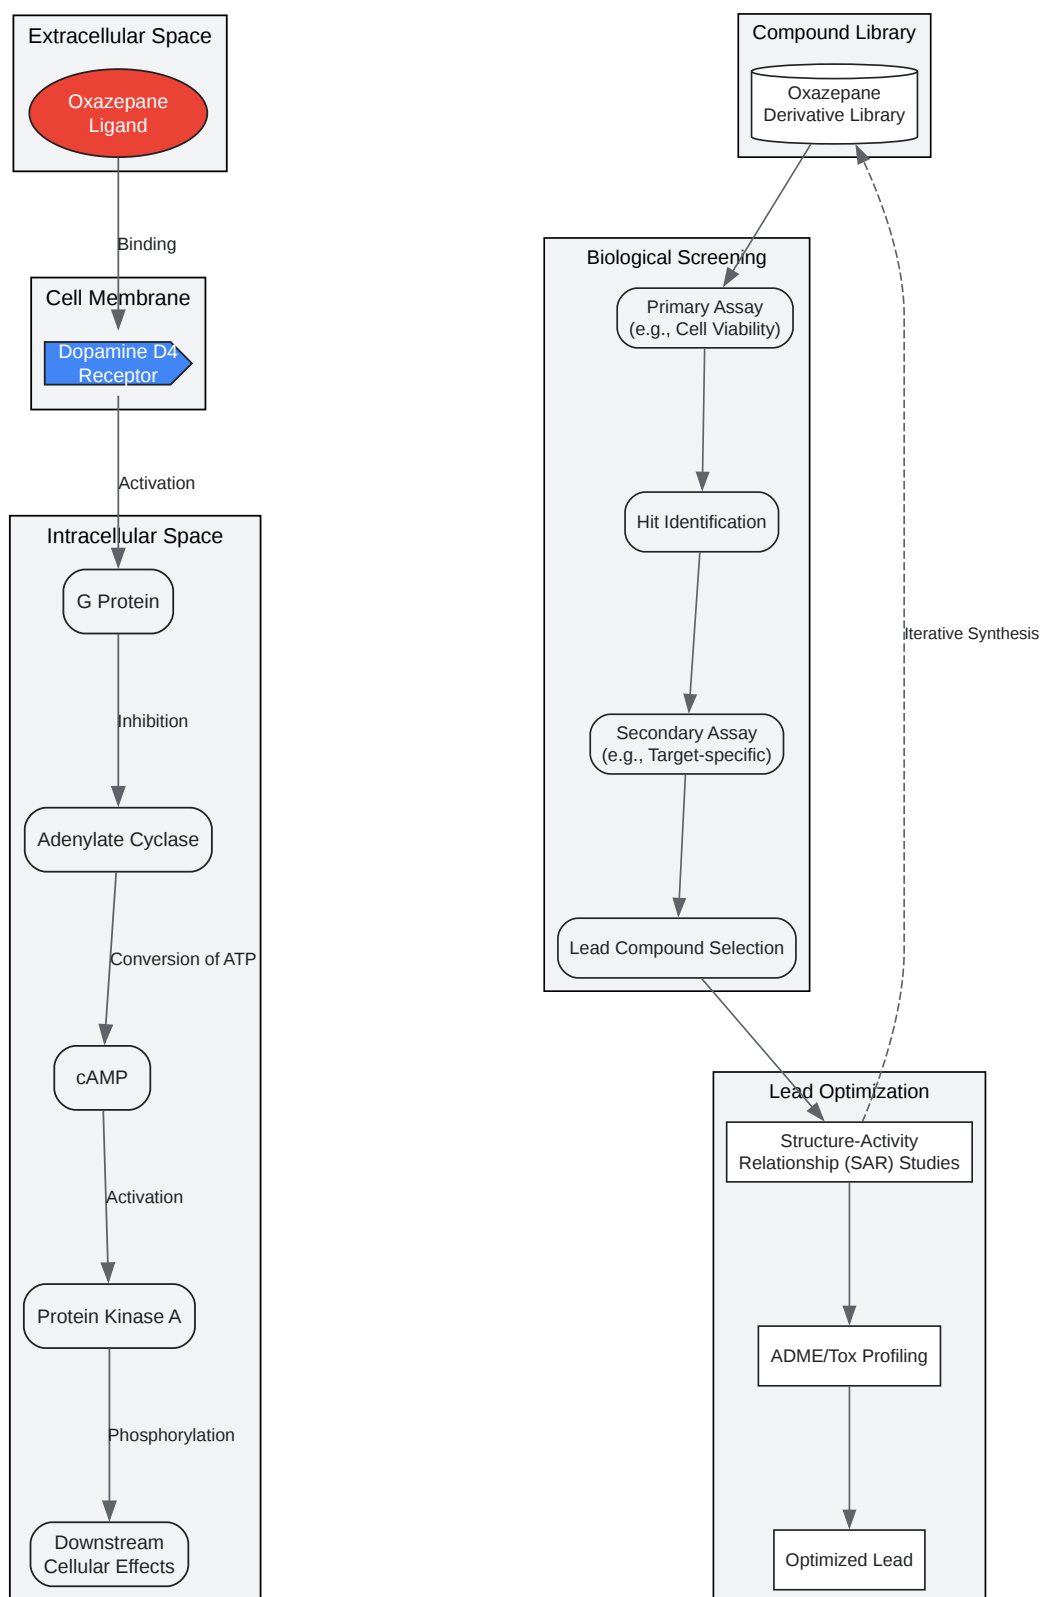 Extracellular Space
Oxazepane
Ligand
Binding
Cell Membrane
Dopamine D4
Receptor
Activation
Intracellular Space
G Protein
Inhibition
Adenylate Cyclase
Conversion of ATP
cAMP
Activation
Protein Kinase A
Phosphorylation
Downstream
Cellular Effects
Compound Library
Oxazepane
Derivative Library
Biological Screening
Primary Assay
(e.g., Cell Viability)
Hit Identification
Secondary Assay
(e.g., Target-specific)
Lead Compound Selection
Iterative Synthesis
Lead Optimization
Structure-Activity
Relationship (SAR) Studies
ADME/Tox Profiling
Optimized Lead